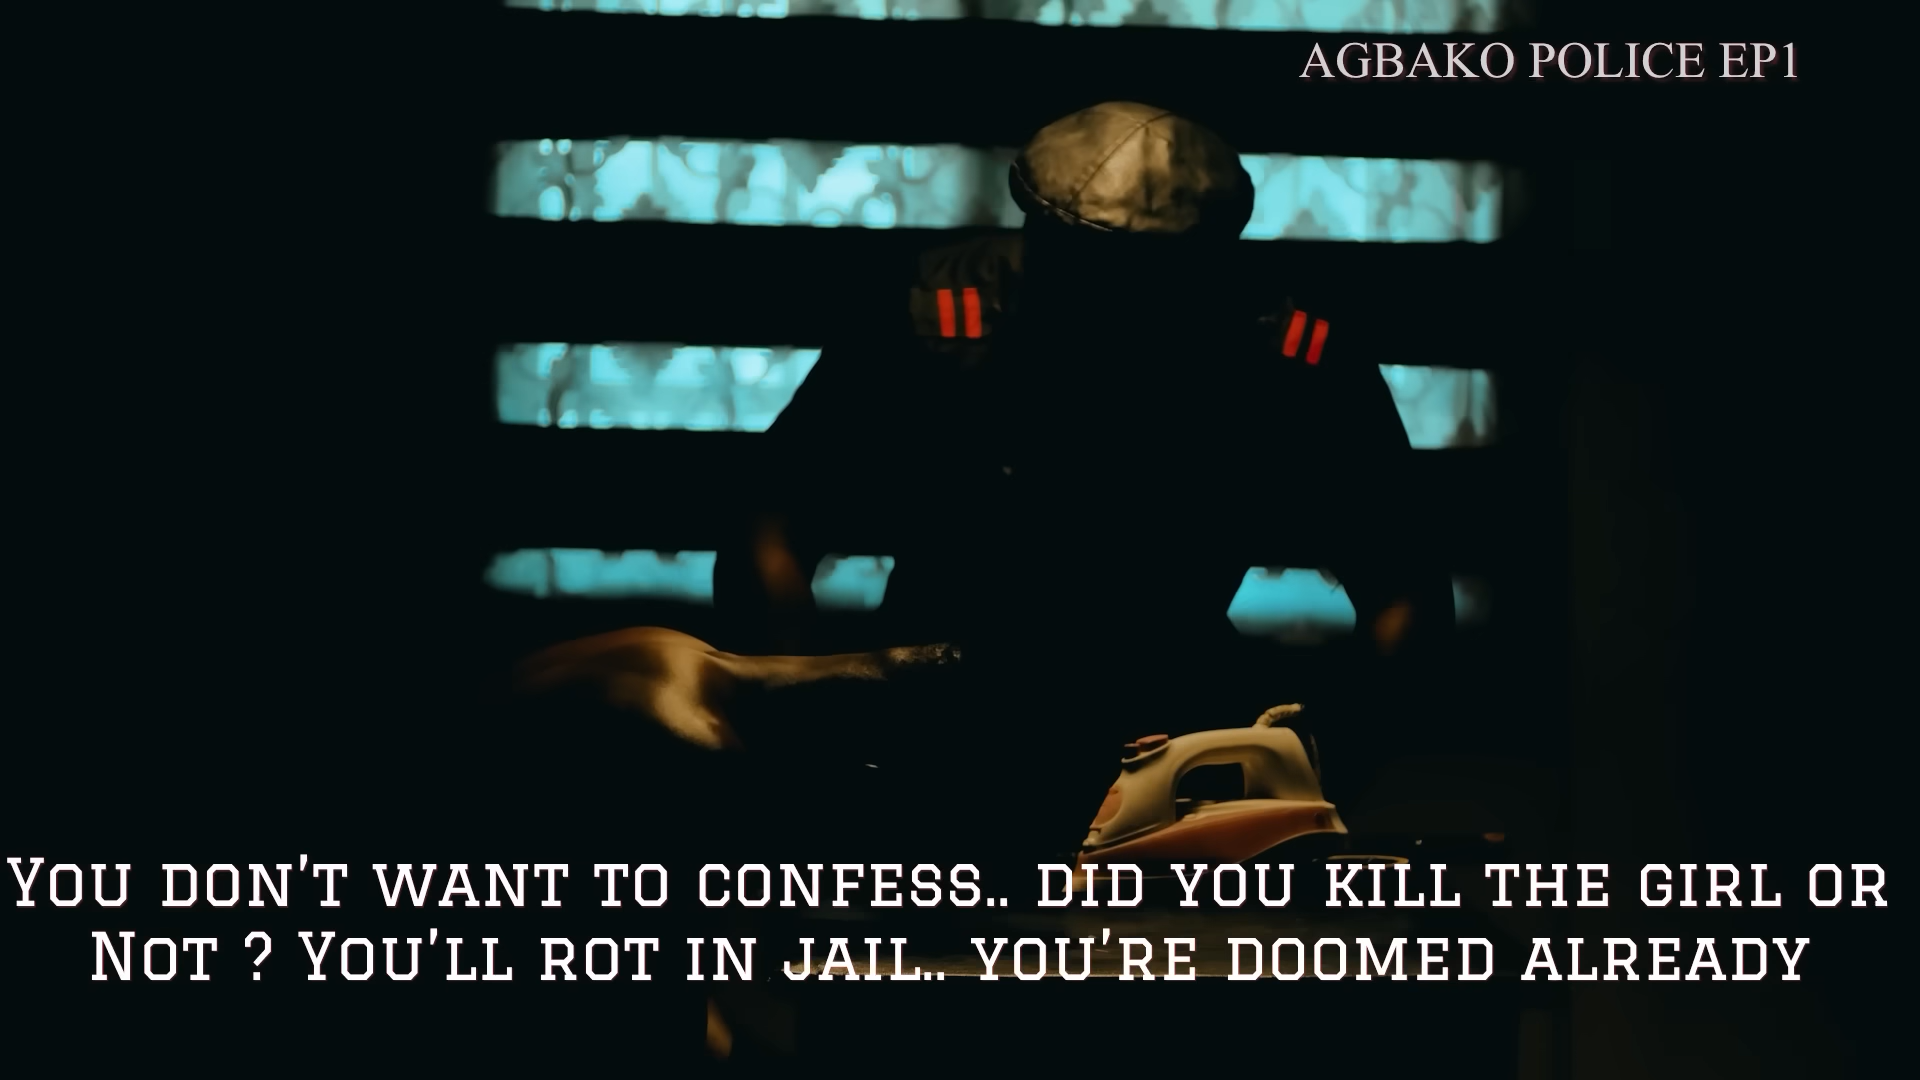 AGBAKO POLICE EP1
You don't want to confess.. did you kill the girl or
Not ? You'll rot in jail.. you're doomed already